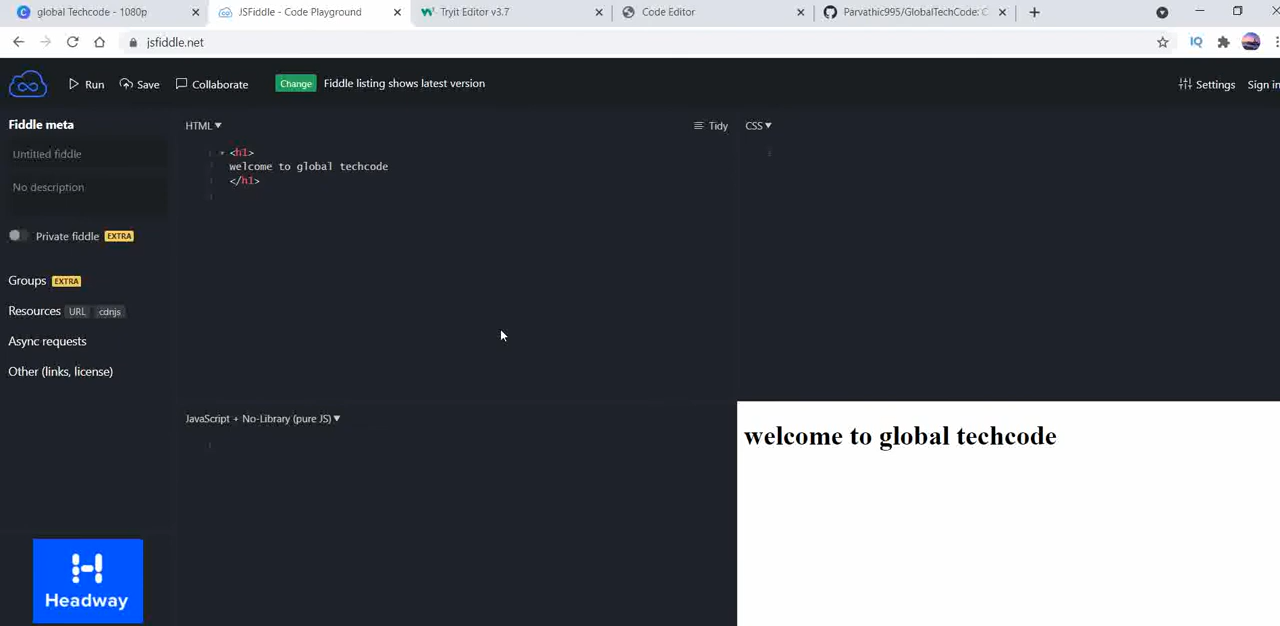 global Techcode - 1080p
JSFiddle - Code Playground
Tryit Editor v3.7
Code Editor
Parvathic995/GlobalTechCode: C
jsfiddle.net
IQ
Run
Save
Collaborate
Change
Fiddle listing shows latest version
Settings
Sign in
Fiddle meta
Untitled fiddle
No description
Private fiddle EXTRA
Groups EXTRA
Resources URL cdnjs
Async requests
Other (links, license)
HTML
Tidy
<h1>
welcome to global techcode
</h1>
CSS
JavaScript + No-Library (pure JS)
welcome to global techcode
Headway